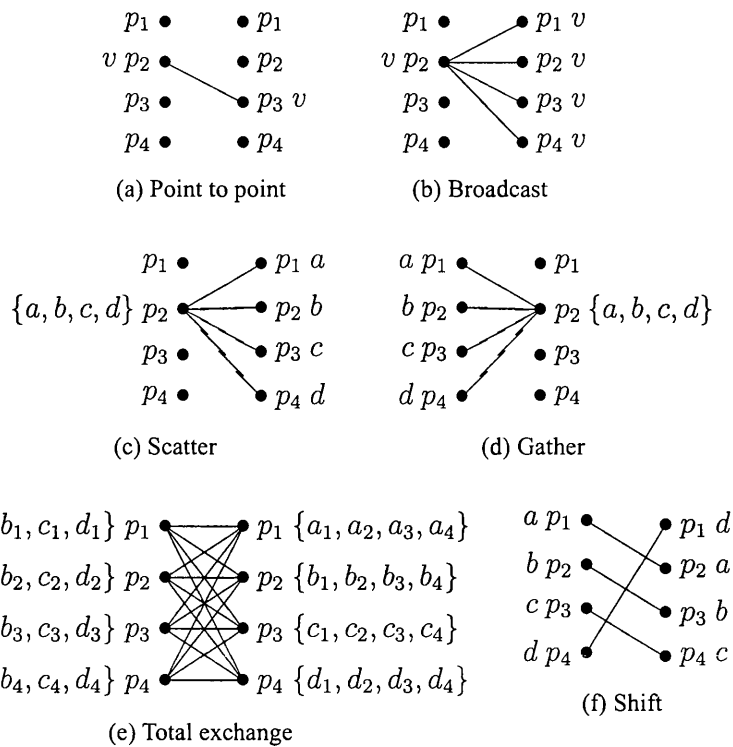 p₁ p₁
v p₂ p₂
p₃ p₃ v
p₄ p₄
(a) Point to point
p₁ p₁ v
v p₂ p₂ v
p₃ p₃ v
p₄ p₄ v
(b) Broadcast
p₁ p₁ a
{a, b, c, d} p₂ p₂ b
p₃ p₃ c
p₄ p₄ d
(c) Scatter
a p₁ p₁
b p₂ p₂ {a, b, c, d}
c p₃ p₃
d p₄ p₄
(d) Gather
b₁, c₁, d₁} p₁ p₁ {a₁, a₂, a₃, a₄}
b₂, c₂, d₂} p₂ p₂ {b₁, b₂, b₃, b₄}
b₃, c₃, d₃} p₃ p₃ {c₁, c₂, c₃, c₄}
b₄, c₄, d₄} p₄ p₄ {d₁, d₂, d₃, d₄}
(e) Total exchange
a p₁ p₁ d
b p₂ p₂ a
c p₃ p₃ b
d p₄ p₄ c
(f) Shift